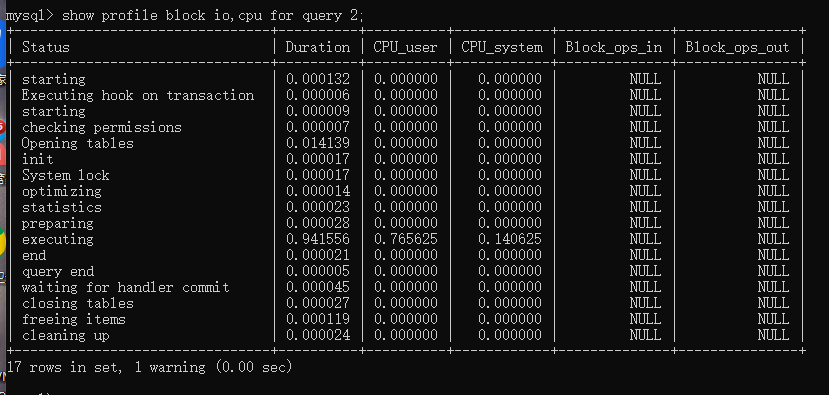 mysql> show profile block io,cpu for query 2;
+--------------------------------+----------+----------+------------+--------------+---------------+
| Status                         | Duration | CPU_user | CPU_system | Block_ops_in | Block_ops_out |
+--------------------------------+----------+----------+------------+--------------+---------------+
| starting                       | 0.000132 | 0.000000 |   0.000000 |         NULL |          NULL |
| Executing hook on transaction  | 0.000006 | 0.000000 |   0.000000 |         NULL |          NULL |
| starting                       | 0.000009 | 0.000000 |   0.000000 |         NULL |          NULL |
| checking permissions           | 0.000007 | 0.000000 |   0.000000 |         NULL |          NULL |
| Opening tables                 | 0.014139 | 0.000000 |   0.000000 |         NULL |          NULL |
| init                           | 0.000017 | 0.000000 |   0.000000 |         NULL |          NULL |
| System lock                    | 0.000017 | 0.000000 |   0.000000 |         NULL |          NULL |
| optimizing                     | 0.000014 | 0.000000 |   0.000000 |         NULL |          NULL |
| statistics                     | 0.000023 | 0.000000 |   0.000000 |         NULL |          NULL |
| preparing                      | 0.000028 | 0.000000 |   0.000000 |         NULL |          NULL |
| executing                      | 0.941556 | 0.765625 |   0.140625 |         NULL |          NULL |
| end                            | 0.000021 | 0.000000 |   0.000000 |         NULL |          NULL |
| query end                      | 0.000005 | 0.000000 |   0.000000 |         NULL |          NULL |
| waiting for handler commit     | 0.000045 | 0.000000 |   0.000000 |         NULL |          NULL |
| closing tables                 | 0.000027 | 0.000000 |   0.000000 |         NULL |          NULL |
| freeing items                  | 0.000119 | 0.000000 |   0.000000 |         NULL |          NULL |
| cleaning up                    | 0.000024 | 0.000000 |   0.000000 |         NULL |          NULL |
+--------------------------------+----------+----------+------------+--------------+---------------+
17 rows in set, 1 warning (0.00 sec)